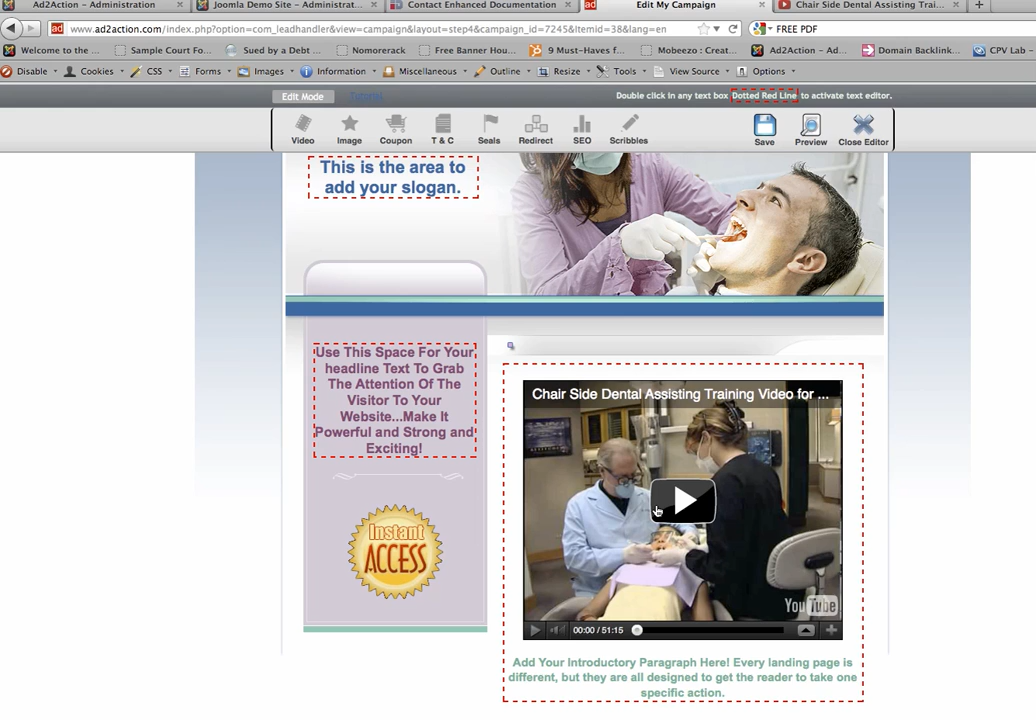 Ad2Action - Administration
Joomla Demo Site - Administrat...
Contact Enhanced Documentation
Edit My Campaign
Chair Side Dental Assisting Trai...
www.ad2action.com/index.php?option=com_leadhandler&view=campaign&layout=step4&campaign_id=7245&Itemid=38&lang=en
FREE PDF
Welcome to the ...
Sample Court Fo...
Sued by a Debt ...
Nomorerack
Free Banner Hou...
9 Must-Haves f...
Mobeezo : Creat...
Ad2Action - Ad...
Domain Backlink...
CPV Lab -
Disable
Cookies
CSS
Forms
Images
Information
Miscellaneous
Outline
Resize
Tools
View Source
Options
Edit Mode
Tutorial
Double click in any text box Dotted Red Line to activate text editor.
Video
Image
Coupon
T & C
Seals
Redirect
SEO
Scribbles
Save
Preview
Close Editor
This is the area to
add your slogan.
Use This Space For Your
headline Text To Grab
The Attention Of The
Visitor To Your
Website...Make It
Powerful and Strong and
Exciting!
Instant
ACCESS
Chair Side Dental Assisting Training Video for ...
YouTube
00:00 / 51:15
Add Your Introductory Paragraph Here! Every landing page is
different, but they are all designed to get the reader to take one
specific action.